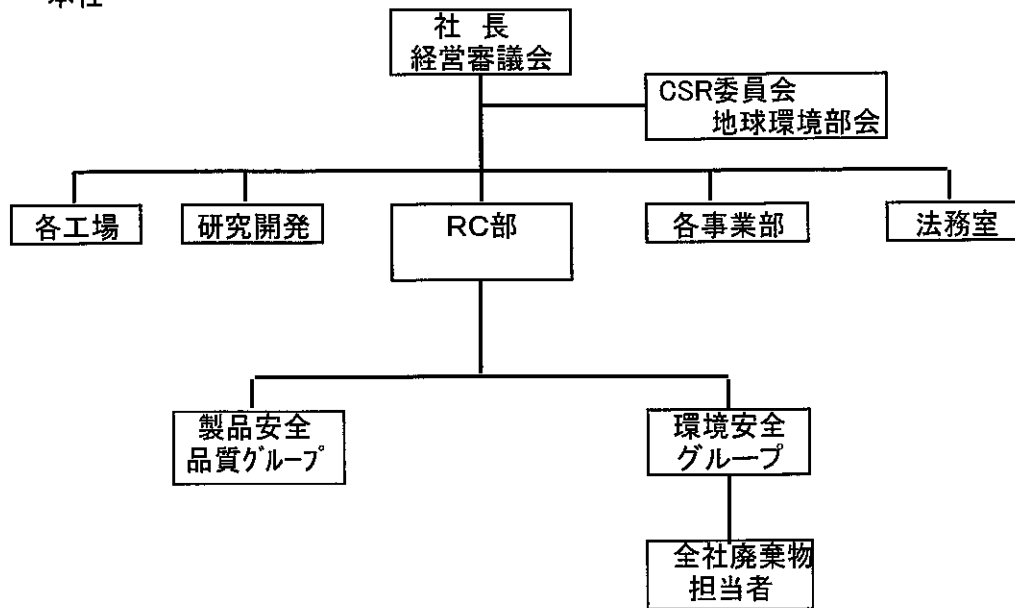 本社
社 長
経営審議会
CSR委員会
地球環境部会
各工場
研究開発
RC部
各事業部
法務室
製品安全
品質グループ
環境安全
グループ
全社廃棄物
担当者